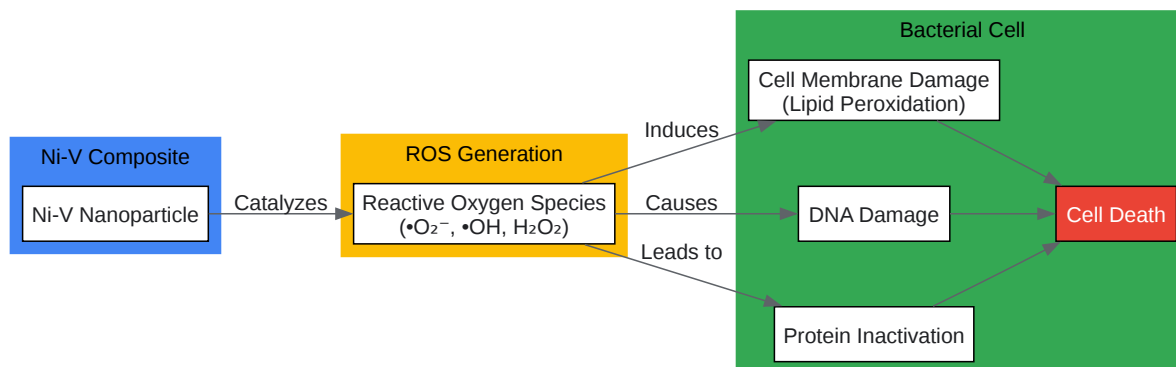 Ni-V Composite
Ni-V Nanoparticle
Catalyzes
ROS Generation
Reactive Oxygen Species
(•O₂⁻, •OH, H₂O₂)
Induces
Causes
Leads to
Bacterial Cell
Cell Membrane Damage
(Lipid Peroxidation)
DNA Damage
Protein Inactivation
Cell Death